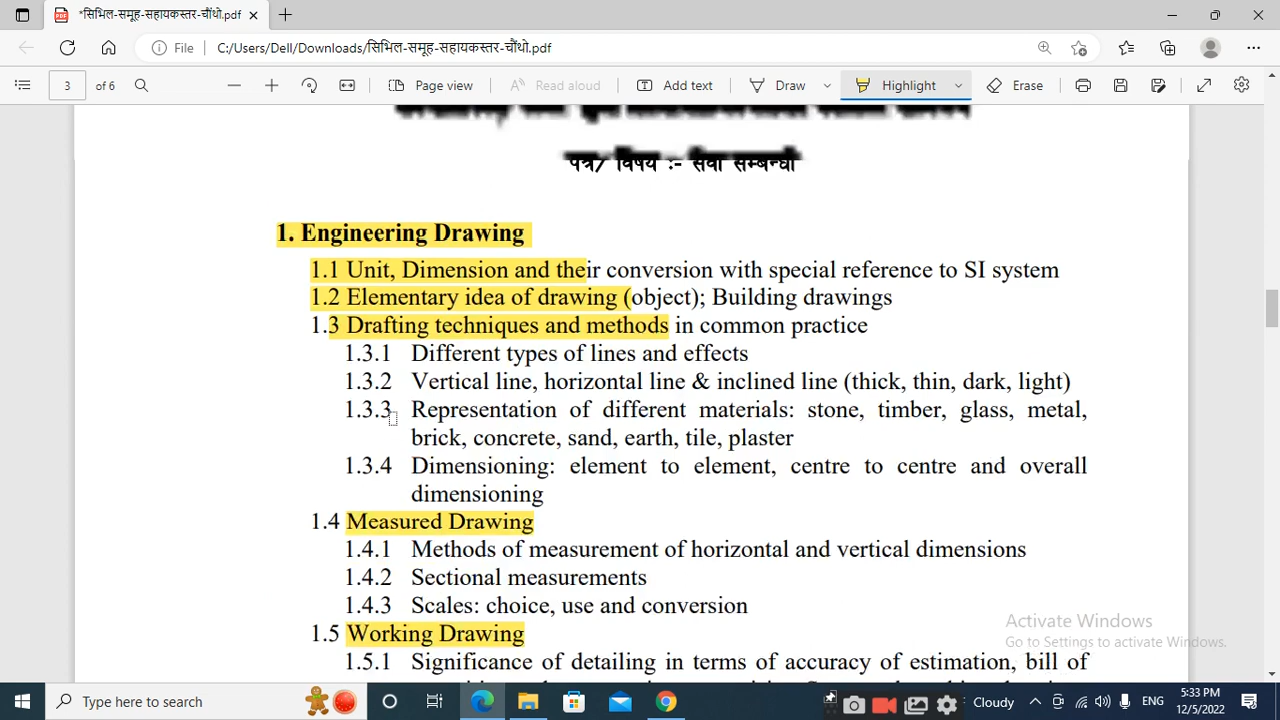 *सिभिल-समूह-सहायकस्तर-चौंथो.pdf
File C:/Users/Dell/Downloads/सिभिल-समूह-सहायकस्तर-चौंथो.pdf
3 of 6 Page view Read aloud Add text Draw Highlight Erase
पत्र/ विषय :- सेवा सम्बन्धी
1. Engineering Drawing
1.1 Unit, Dimension and their conversion with special reference to SI system
1.2 Elementary idea of drawing (object); Building drawings
1.3 Drafting techniques and methods in common practice
1.3.1 Different types of lines and effects
1.3.2 Vertical line, horizontal line & inclined line (thick, thin, dark, light)
1.3.3 Representation of different materials: stone, timber, glass, metal,
brick, concrete, sand, earth, tile, plaster
1.3.4 Dimensioning: element to element, centre to centre and overall
dimensioning
1.4 Measured Drawing
1.4.1 Methods of measurement of horizontal and vertical dimensions
1.4.2 Sectional measurements
1.4.3 Scales: choice, use and conversion
1.5 Working Drawing
1.5.1 Significance of detailing in terms of accuracy of estimation, bill of
Activate Windows
Go to Settings to activate Windows.
Type here to search Cloudy ENG 5:33 PM
12/5/2022